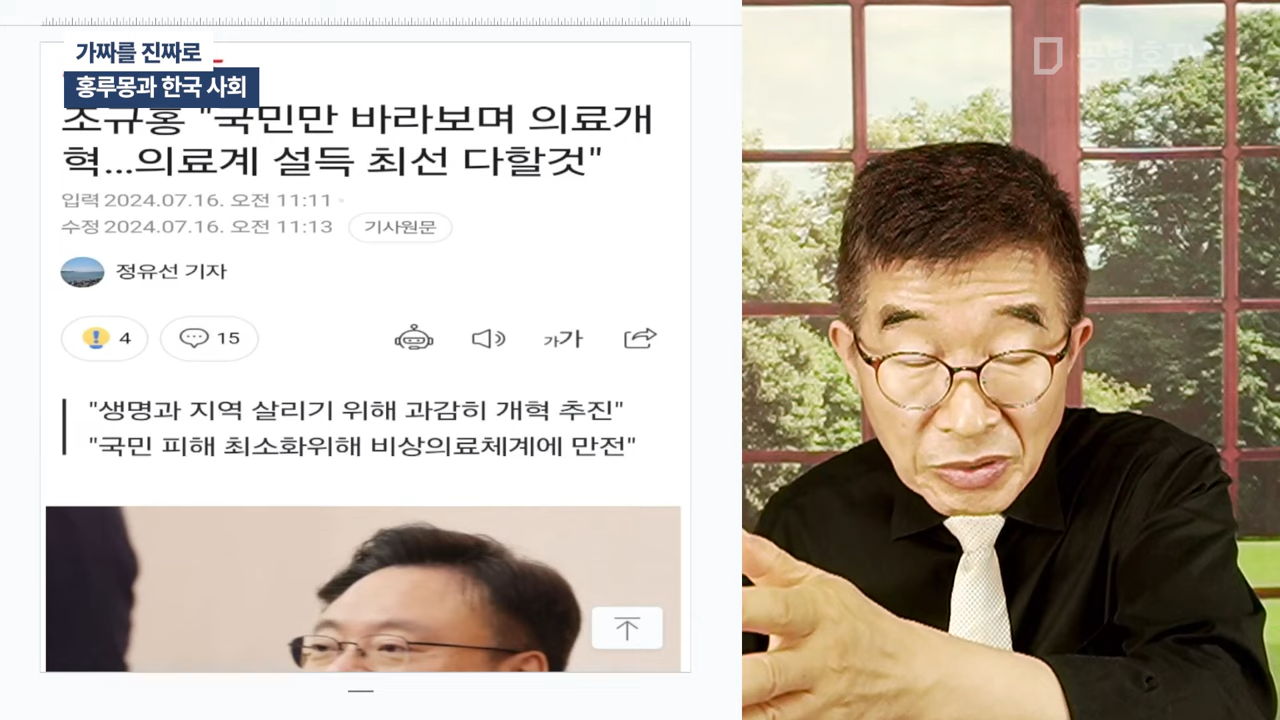 가짜를 진짜로
홍루몽과 한국 사회
조규홍 "국민만 바라보며 의료개
혁...의료계 설득 최선 다할것"
입력 2024.07.16. 오전 11:11
수정 2024.07.16. 오전 11:13 기사원문
정유선 기자
4 15
가가
"생명과 지역 살리기 위해 과감히 개혁 추진"
"국민 피해 최소화위해 비상의료체계에 만전"
공병호TV